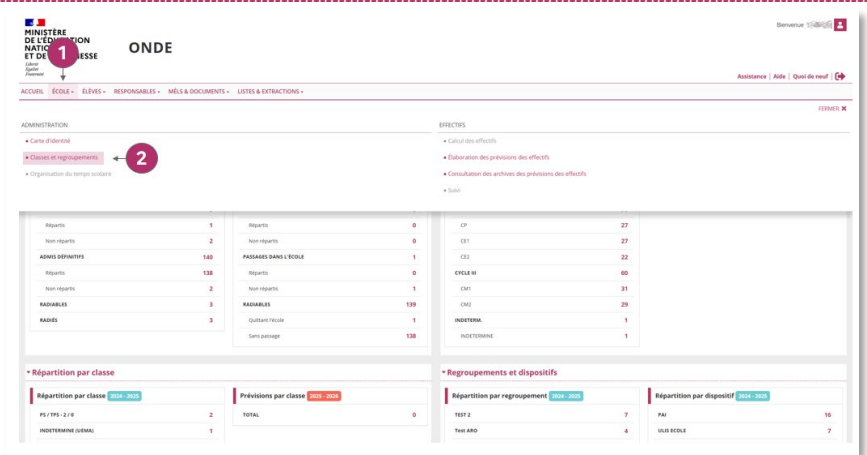 MINISTÈRE
DE L'ÉDUCATION
NATIONALE
ET DE LA JEUNESSE
Liberté
Égalité
Fraternité
ONDE
Bienvenue
1
Assistance | Aide | Quoi de neuf |
ACCUEIL ÉCOLE ÉLÈVES RESPONSABLES MÉLS & DOCUMENTS LISTES & EXTRACTIONS
FERMER ✖
ADMINISTRATION
• Carte d'identité
• Classes et regroupements
2
• Organisation du temps scolaire
EFFECTIFS
• Calcul des effectifs
• Élaboration des prévisions des effectifs
• Consultation des archives des prévisions des effectifs
• Suivi
Répartis 1
Non répartis 2
ADMIS DÉFINITIFS 140
Répartis 138
Non répartis 2
RADIABLES 3
RADIÉS 3
Répartis 0
Non répartis 0
PASSAGES DANS L'ÉCOLE 1
Répartis 0
Non répartis 1
RADIABLES 139
Quittant l'école 1
Sans passage 138
CP 27
CE1 27
CE2 22
CYCLE III 60
CM1 31
CM2 29
INDETERM. 1
INDETERMINE 1
Répartition par classe
Répartition par classe 2024 - 2025
PS / TPS - 2 / 0 2
INDETERMINE (UEMA) 1
Prévisions par classe 2025 - 2026
TOTAL 0
Regroupements et dispositifs
Répartition par regroupement 2024 - 2025
TEST 2 7
Test ARO 4
Répartition par dispositif 2024 - 2025
PAI 16
ULIS ECOLE 7